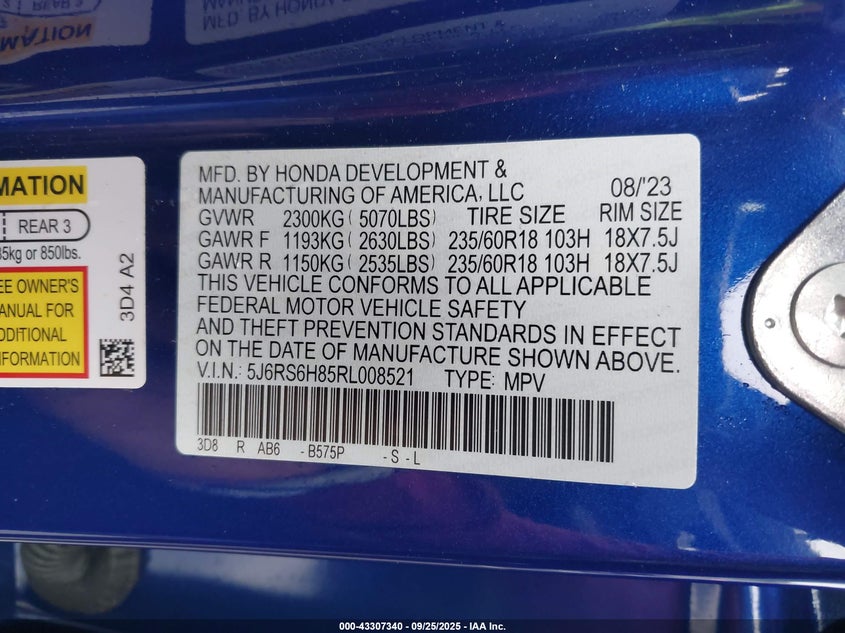 MATION
REAR 3
35kg or 850lbs.
EE OWNER'S
ANUAL FOR
ADDITIONAL
INFORMATION
3D4 A2
MFD. BY HONDA DEVELOPMENT &
MANUFACTURING OF AMERICA, LLC 08/'23
GVWR 2300KG ( 5070LBS) TIRE SIZE RIM SIZE
GAWR F 1193KG ( 2630LBS) 235/60R18 103H 18X7.5J
GAWR R 1150KG ( 2535LBS) 235/60R18 103H 18X7.5J
THIS VEHICLE CONFORMS TO ALL APPLICABLE
FEDERAL MOTOR VEHICLE SAFETY
AND THEFT PREVENTION STANDARDS IN EFFECT
ON THE DATE OF MANUFACTURE SHOWN ABOVE.
V.I.N.: 5J6RS6H85RL008521 TYPE: MPV
3D8 R AB6 -B575P -S-L
000-43307340 - 09/25/2025 - IAA Inc.